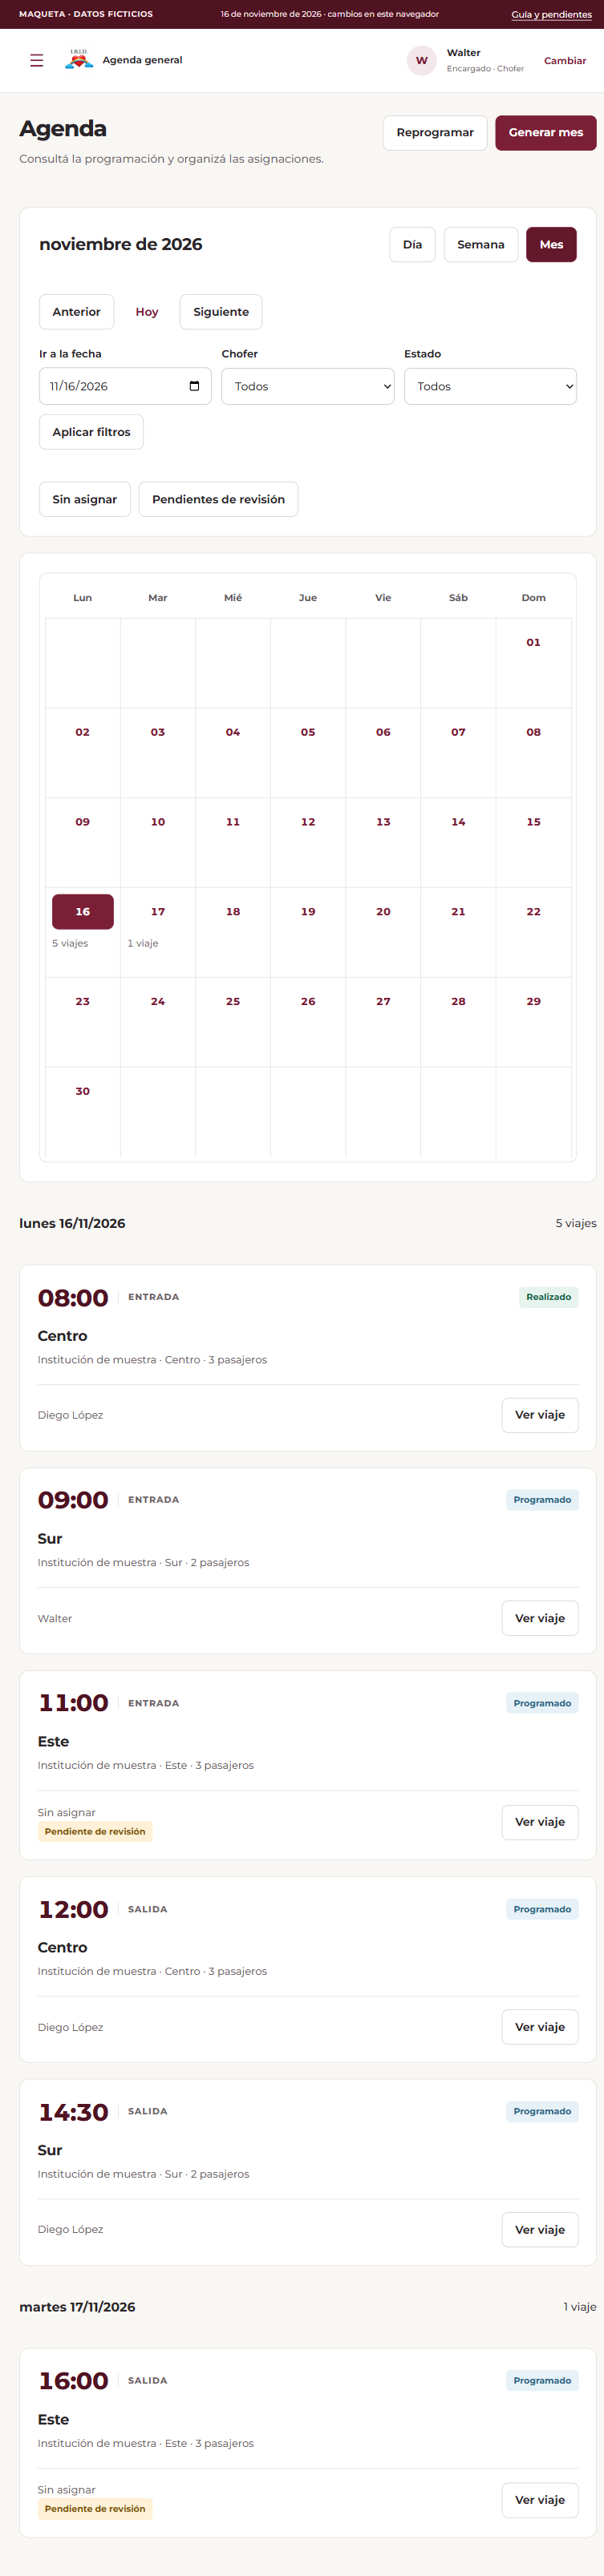 MAQUETA · DATOS FICTICIOS 16 de noviembre de 2026 · cambios en este navegador Guía y pendientes
I.R.I.D. Agenda general W Walter Cambiar
Encargado · Chofer
Agenda Reprogramar Generar mes
Consultá la programación y organizá las asignaciones.
noviembre de 2026 Día Semana Mes
Anterior Hoy Siguiente
Ir a la fecha Chofer Estado
11/16/2026 Todos Todos
Aplicar filtros
Sin asignar Pendientes de revisión
Lun Mar Mié Jue Vie Sáb Dom
01
02 03 04 05 06 07 08
09 10 11 12 13 14 15
16 17 18 19 20 21 22
5 viajes 1 viaje
23 24 25 26 27 28 29
30
lunes 16/11/2026 5 viajes
08:00 ENTRADA Realizado
Centro
Institución de muestra · Centro · 3 pasajeros
Diego López Ver viaje
09:00 ENTRADA Programado
Sur
Institución de muestra · Sur · 2 pasajeros
Walter Ver viaje
11:00 ENTRADA Programado
Este
Institución de muestra · Este · 3 pasajeros
Sin asignar Ver viaje
Pendiente de revisión
12:00 SALIDA Programado
Centro
Institución de muestra · Centro · 3 pasajeros
Diego López Ver viaje
14:30 SALIDA Programado
Sur
Institución de muestra · Sur · 2 pasajeros
Diego López Ver viaje
martes 17/11/2026 1 viaje
16:00 SALIDA Programado
Este
Institución de muestra · Este · 3 pasajeros
Sin asignar Ver viaje
Pendiente de revisión